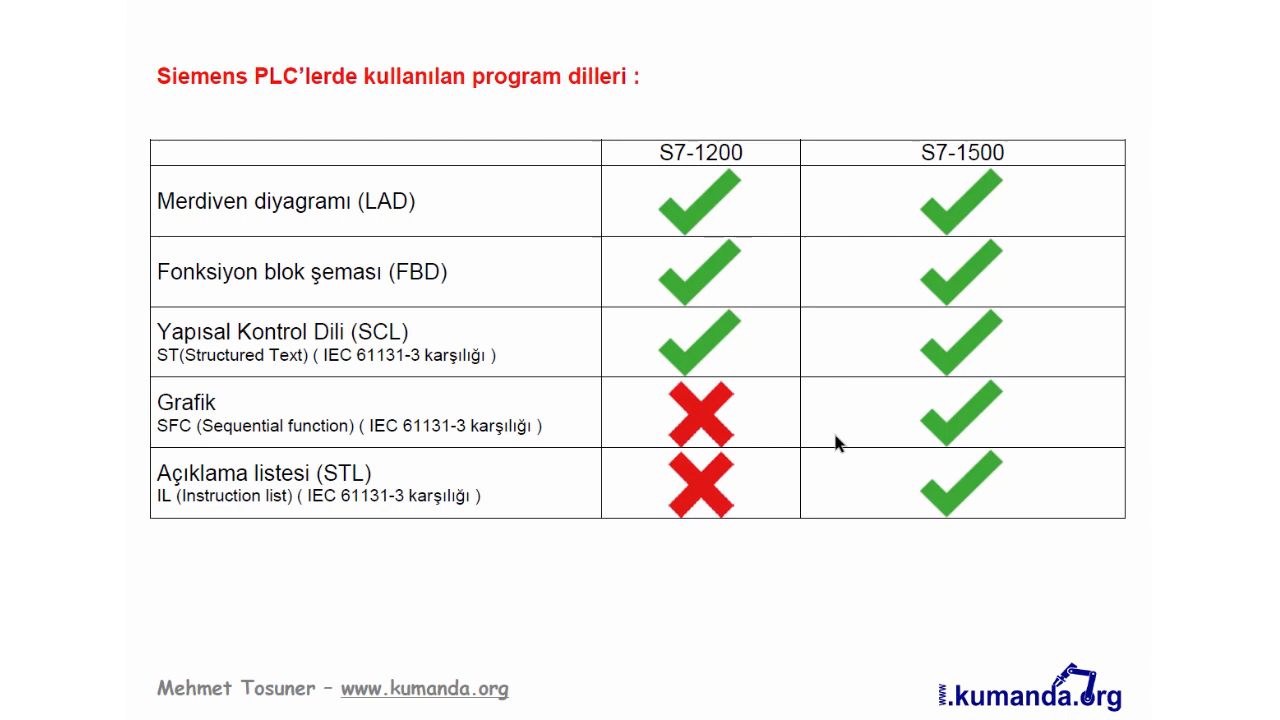 Siemens PLC’lerde kullanılan program dilleri :
S7-1200 S7-1500
Merdiven diyagramı (LAD)
Fonksiyon blok şeması (FBD)
Yapısal Kontrol Dili (SCL)
ST(Structured Text) ( IEC 61131-3 karşılığı )
Grafik
SFC (Sequential function) ( IEC 61131-3 karşılığı )
Açıklama listesi (STL)
IL (Instruction list) ( IEC 61131-3 karşılığı )
Mehmet Tosuner – www.kumanda.org
www.kumanda.org